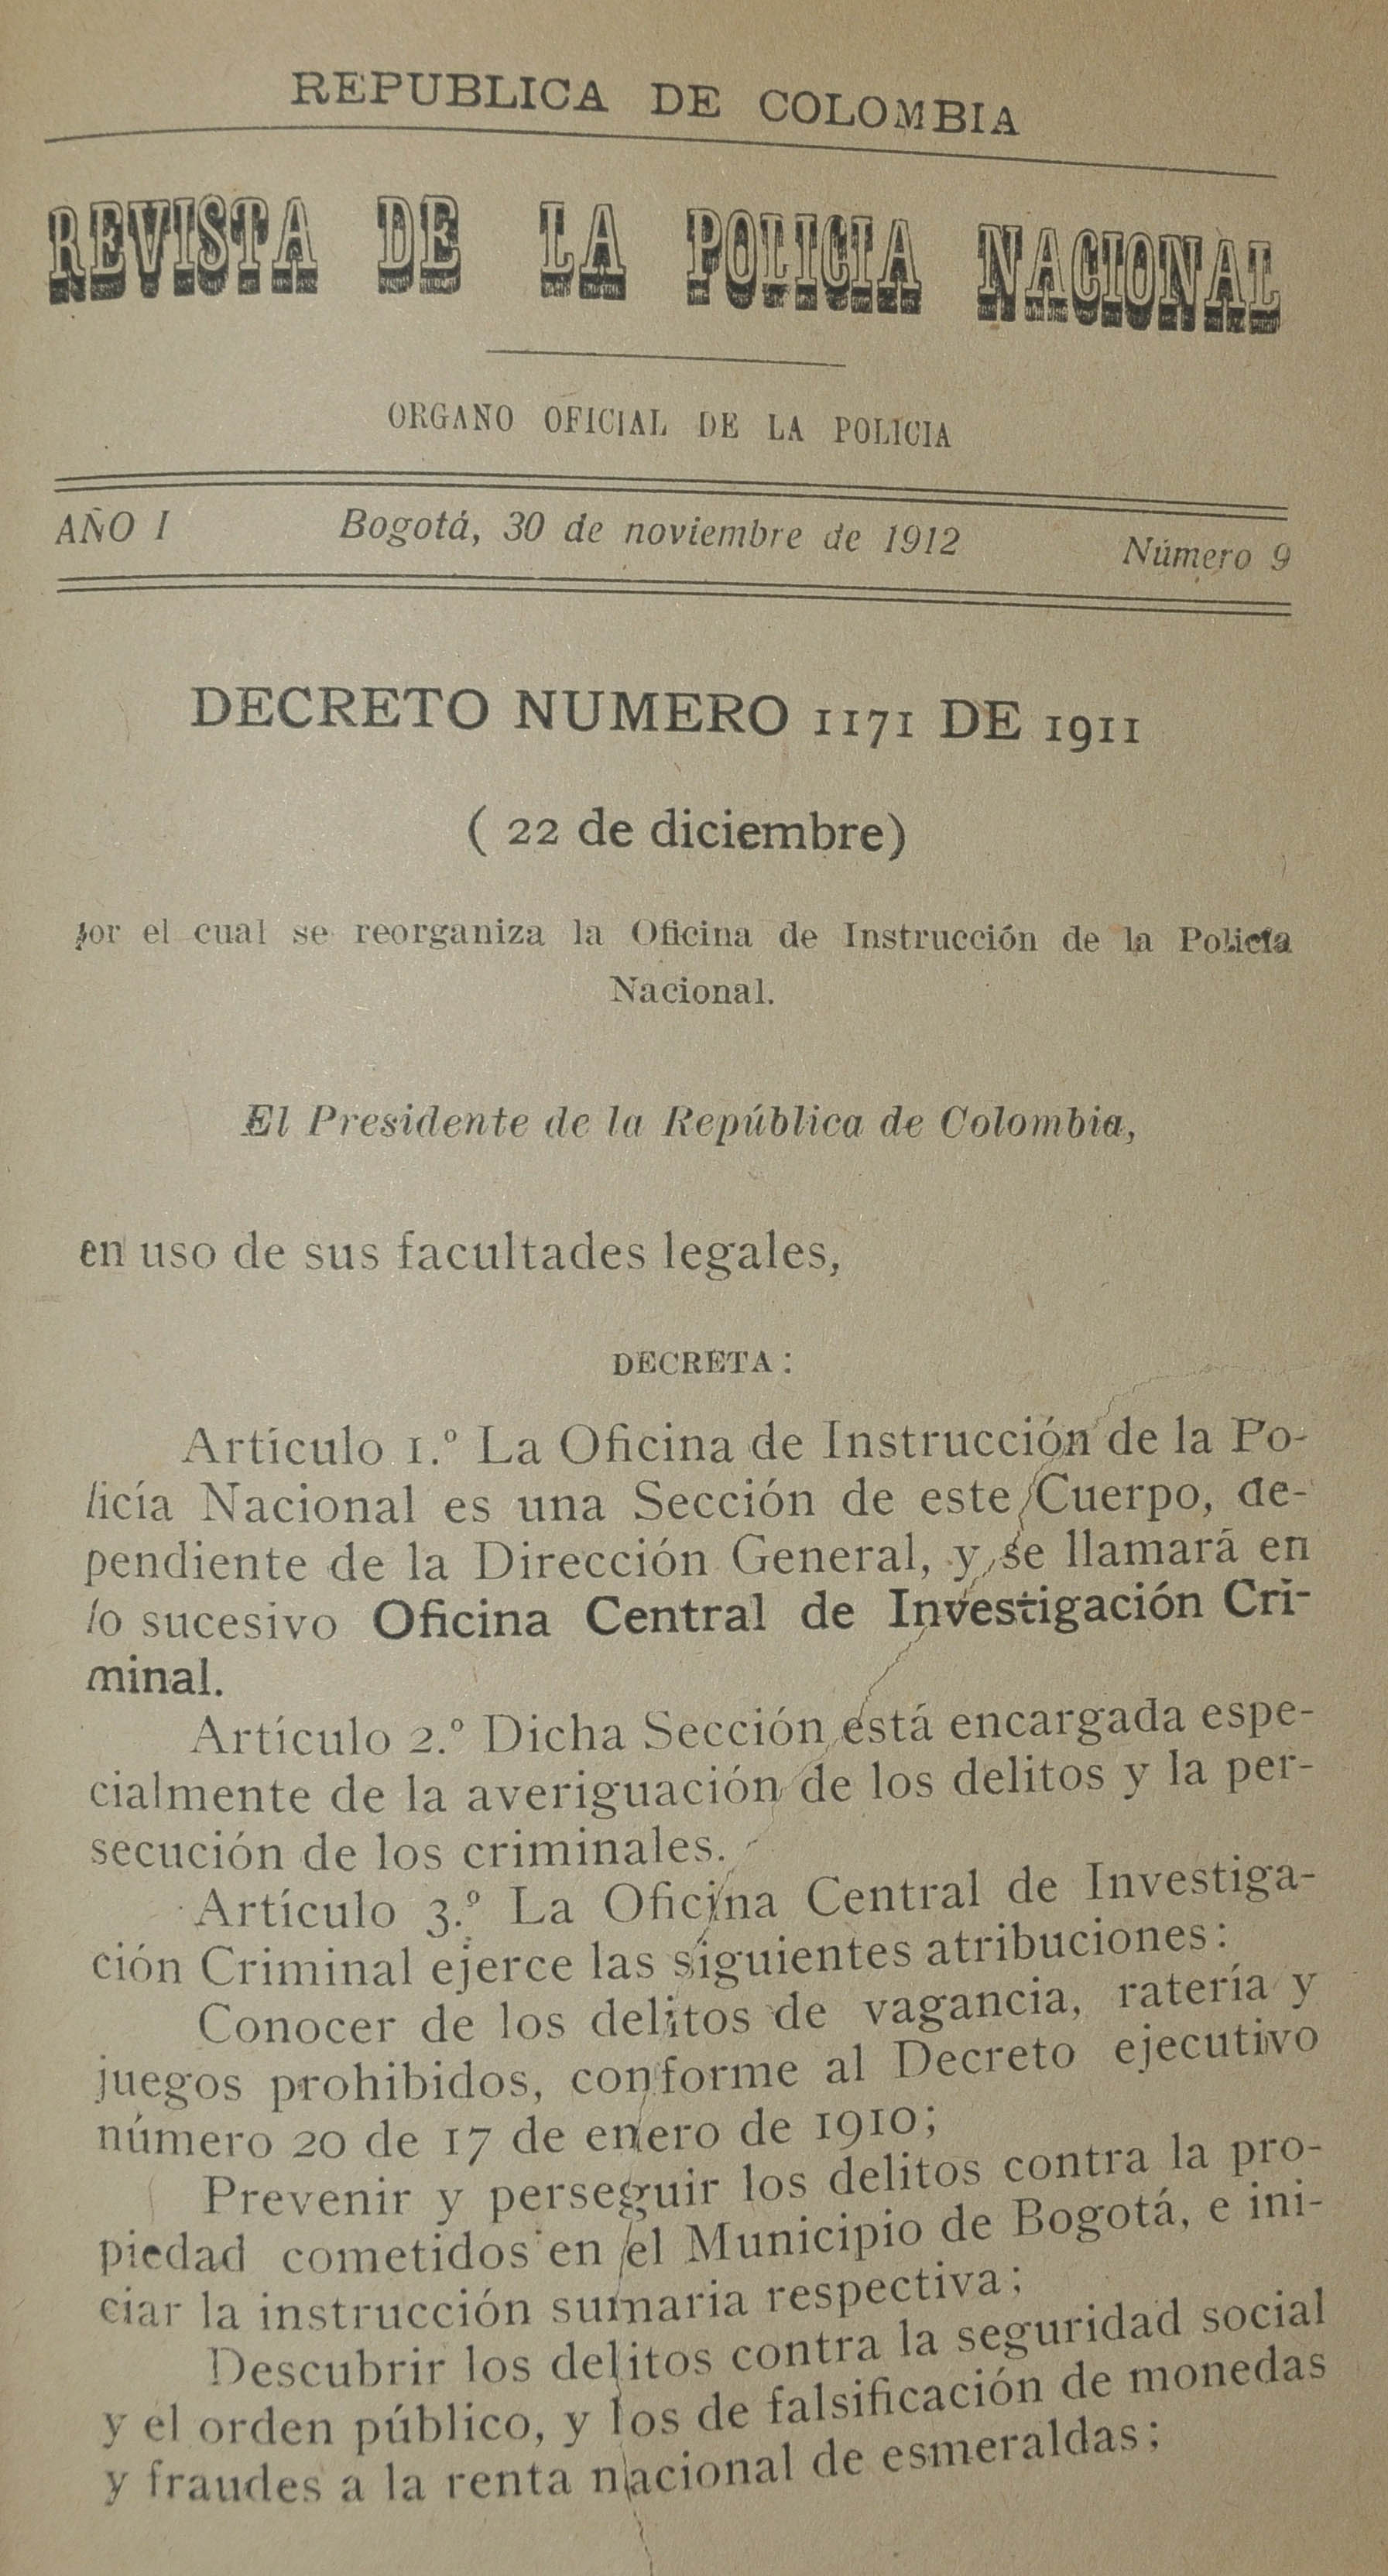 REPUBLICA DE COLOMBIA
REVISTA DE LA POLICIA NACIONAL
ORGANO OFICIAL DE LA POLICIA
AÑO I Bogotá, 30 de noviembre de 1912 Número 9
DECRETO NUMERO 1171 DE 1911
( 22 de diciembre)
por el cual se reorganiza la Oficina de Instrucción de la Policía
Nacional.
El Presidente de la República de Colombia,
en uso de sus facultades legales,
DECRETA:
Artículo 1.º La Oficina de Instrucción de la Po-
licía Nacional es una Sección de este Cuerpo, de-
pendiente de la Dirección General, y se llamará en
lo sucesivo Oficina Central de Investigación Cri-
minal.
Artículo 2.º Dicha Sección está encargada espe-
cialmente de la averiguación de los delitos y la per-
secución de los criminales.
Artículo 3.º La Oficina Central de Investiga-
ción Criminal ejerce las siguientes atribuciones:
Conocer de los delitos de vagancia, ratería y
juegos prohibidos, conforme al Decreto ejecutivo
número 20 de 17 de enero de 1910;
Prevenir y perseguir los delitos contra la pro-
piedad cometidos en el Municipio de Bogotá, e ini-
ciar la instrucción sumaria respectiva;
Descubrir los delitos contra la seguridad social
y el orden público, y los de falsificación de monedas
y fraudes a la renta nacional de esmeraldas;